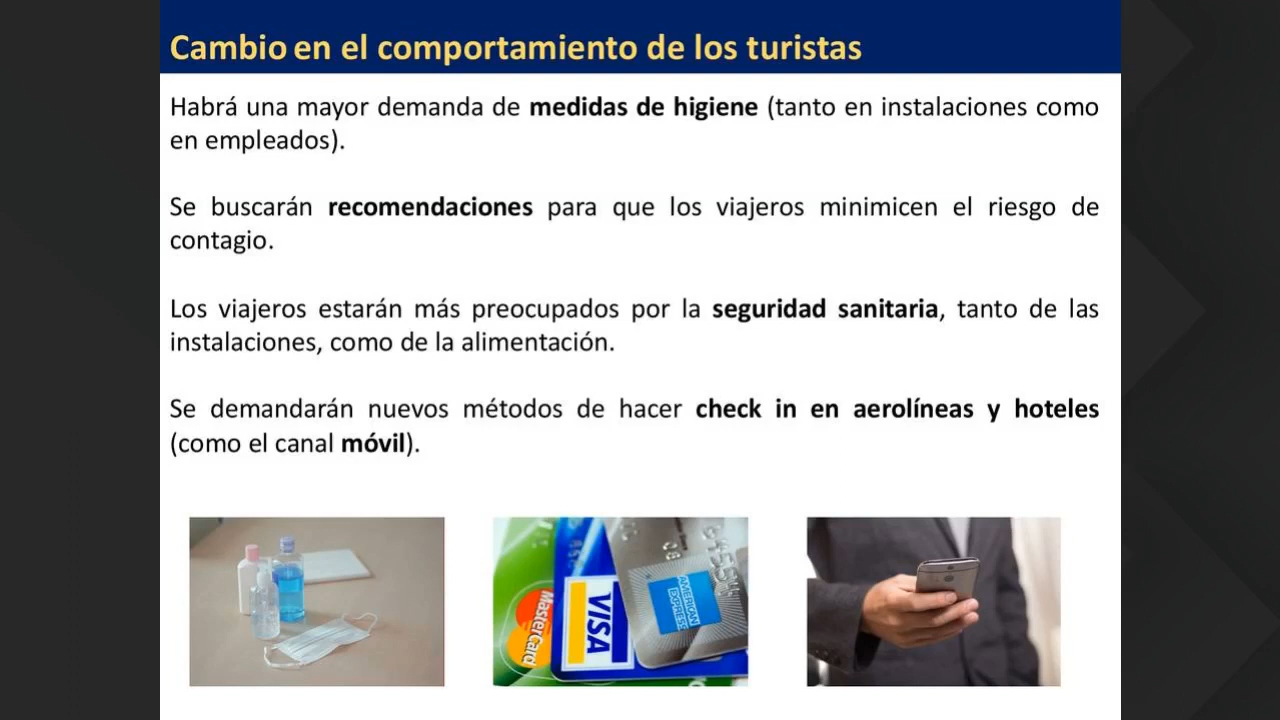 Cambio en el comportamiento de los turistas
Habrá una mayor demanda de medidas de higiene (tanto en instalaciones como
en empleados).
Se buscarán recomendaciones para que los viajeros minimicen el riesgo de
contagio.
Los viajeros estarán más preocupados por la seguridad sanitaria, tanto de las
instalaciones, como de la alimentación.
Se demandarán nuevos métodos de hacer check in en aerolíneas y hoteles
(como el canal móvil).
MasterCard
VISA
AMERICAN
EXPRESS